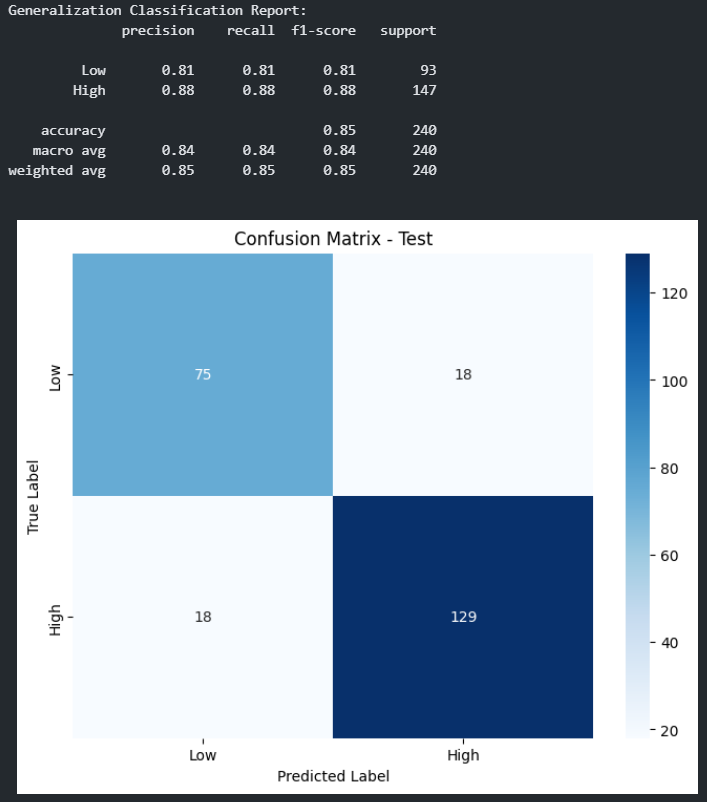 Generalization Classification Report:
precision recall f1-score support
Low 0.81 0.81 0.81 93
High 0.88 0.88 0.88 147
accuracy 0.85 240
macro avg 0.84 0.84 0.84 240
weighted avg 0.85 0.85 0.85 240
Confusion Matrix - Test
120
100
80
60
40
20
True Label
Low
75 18
High
18 129
Low High
Predicted Label